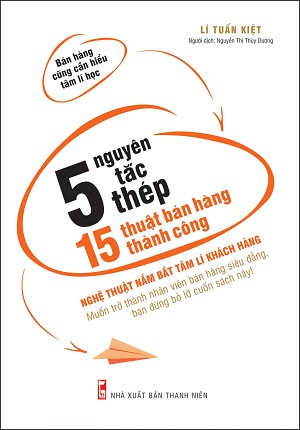 LÍ TUẤN KIỆT
Người dịch: Nguyễn Thị Thùy Dương
Bán hàng
cũng cần hiểu
tâm lí học
5 nguyên
tắc
thép
15 thuật bán hàng
thành công
NGHỆ THUẬT NẮM BẮT TÂM LÍ KHÁCH HÀNG
Muốn trở thành nhân viên bán hàng siêu đẳng,
bạn đừng bỏ lỡ cuốn sách này!
NHÀ XUẤT BẢN THANH NIÊN